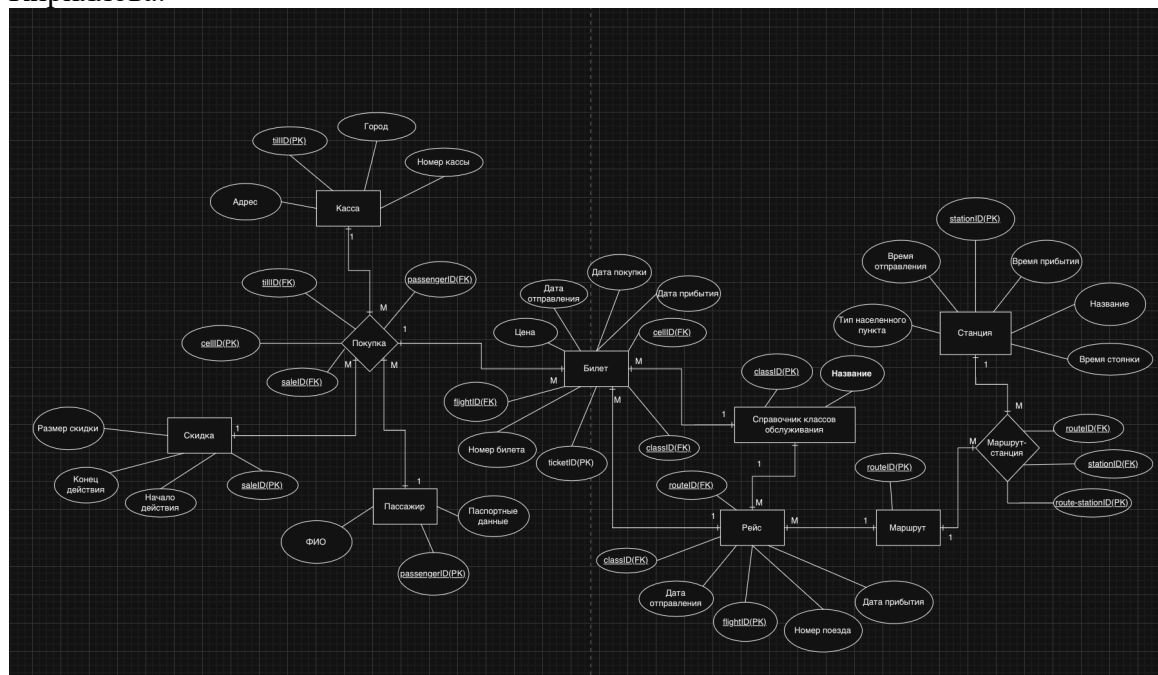 tillID(PK)
Город
Номер кассы
Адрес
Касса
1
tillID(FK)
passengerID(FK)
M
1
cellID(PK)
Покупка
saleID(FK)
M
M
Размер скидки
Скидка
1
Конец
действия
Начало
действия
saleID(PK)
1
Пассажир
Паспортные
данные
ФИО
passengerID(PK)
Дата
отправления
Дата покупки
Дата прибытия
Цена
cellID(FK)
1
Билет
M
M
M
flightID(FK)
Номер билета
ticketID(PK)
classID(FK)
classID(PK)
Название
1
Справочник классов
обслуживания
1
routeID(FK)
M
1
Рейс
M
classID(FK)
Дата
отправления
flightID(PK)
Номер поезда
Дата прибытия
routeID(PK)
1
Маршрут
1
stationID(PK)
Время
отправления
Время прибытия
Тип населенного
пункта
Станция
Название
Время стоянки
1
M
M
Маршрут-
станция
routeID(FK)
stationID(FK)
route-stationID(PK)